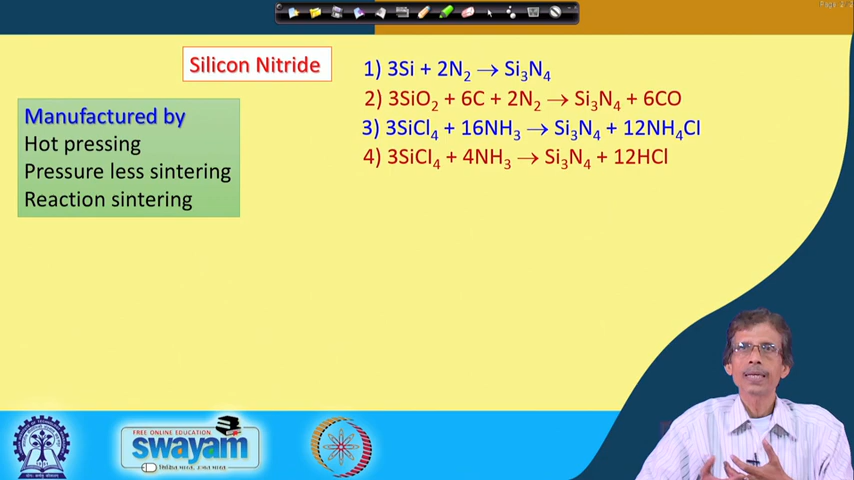 Silicon Nitride
Manufactured by
Hot pressing
Pressure less sintering
Reaction sintering
1) 3Si + 2N₂ → Si₃N₄
2) 3SiO₂ + 6C + 2N₂ → Si₃N₄ + 6CO
3) 3SiCl₄ + 16NH₃ → Si₃N₄ + 12NH₄Cl
4) 3SiCl₄ + 4NH₃ → Si₃N₄ + 12HCl
FREE ONLINE EDUCATION
swayam